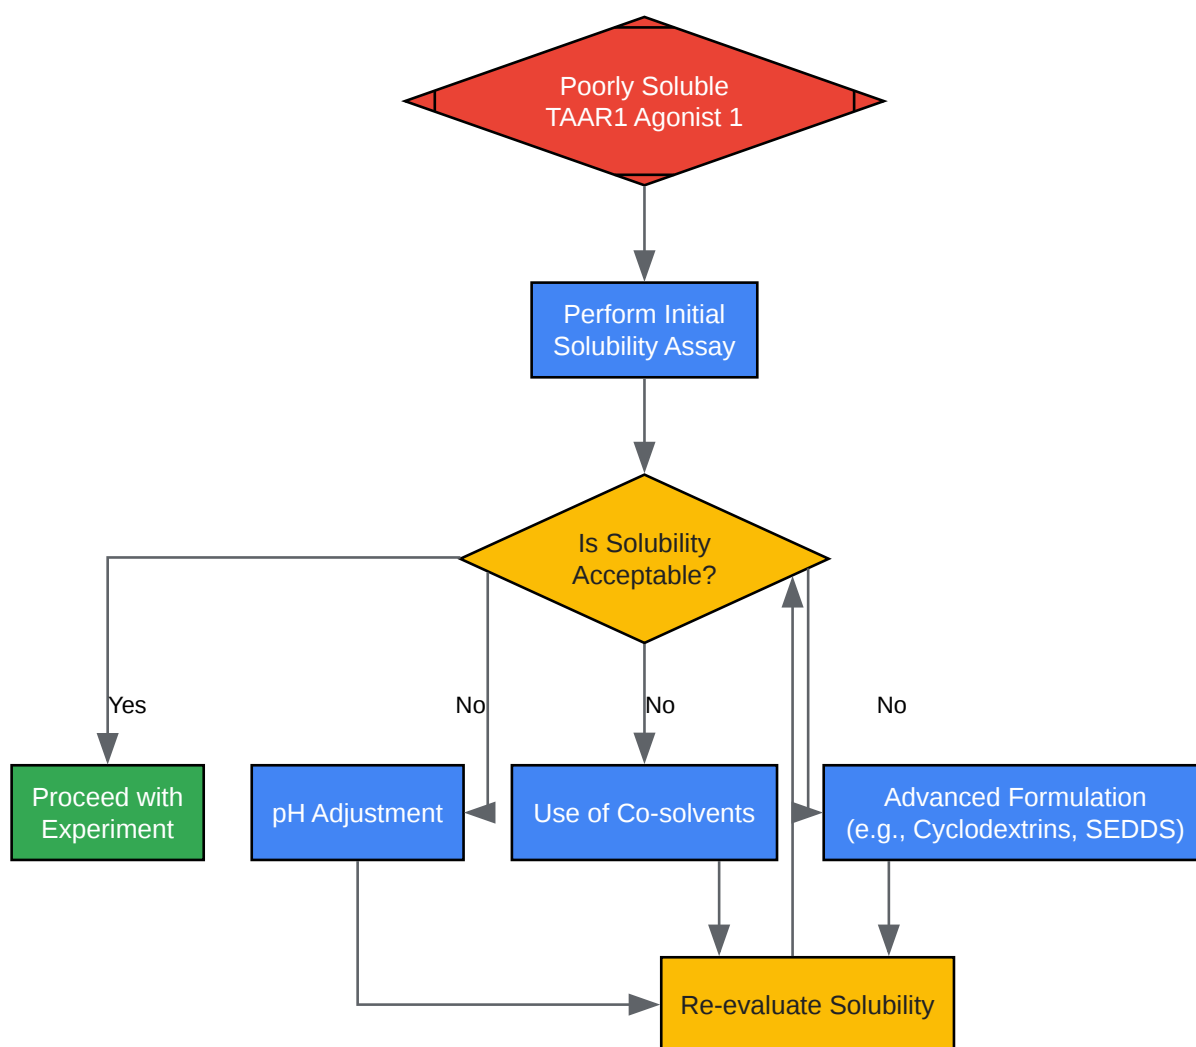 Poorly Soluble
TAAR1 Agonist 1
Perform Initial
Solubility Assay
Is Solubility
Acceptable?
Yes
No
No
No
Proceed with
Experiment
pH Adjustment
Use of Co-solvents
Advanced Formulation
(e.g., Cyclodextrins, SEDDS)
Re-evaluate Solubility